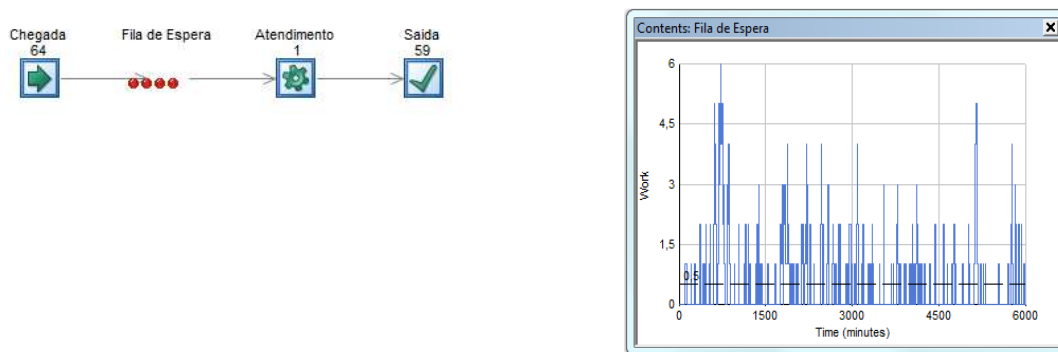 Chegada
64
Fila de Espera
Atendimento
1
Saida
59
Contents: Fila de Espera
Work
6
4,5
3
1,5
0
0,5
0 1500 3000 4500 6000
Time (minutes)